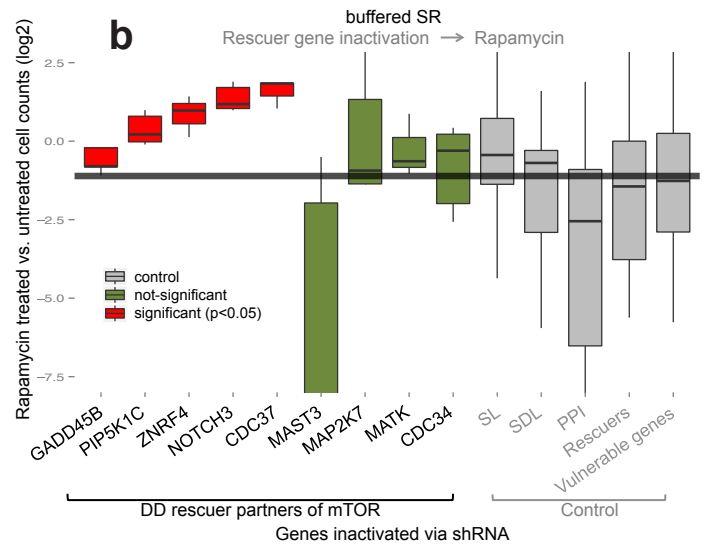 b
buffered SR
Rescuer gene inactivation → Rapamycin
Rapamycin treated vs. untreated cell counts (log2)
2.5
0.0
−2.5
−5.0
−7.5
control
not-significant
significant (p<0.05)
GADD45B
PIP5K1C
ZNRF4
NOTCH3
CDC37
MAST3
MAP2K7
MATK
CDC34
SL
SDL
PPI
Rescuers
Vulnerable genes
DD rescuer partners of mTOR
Control
Genes inactivated via shRNA